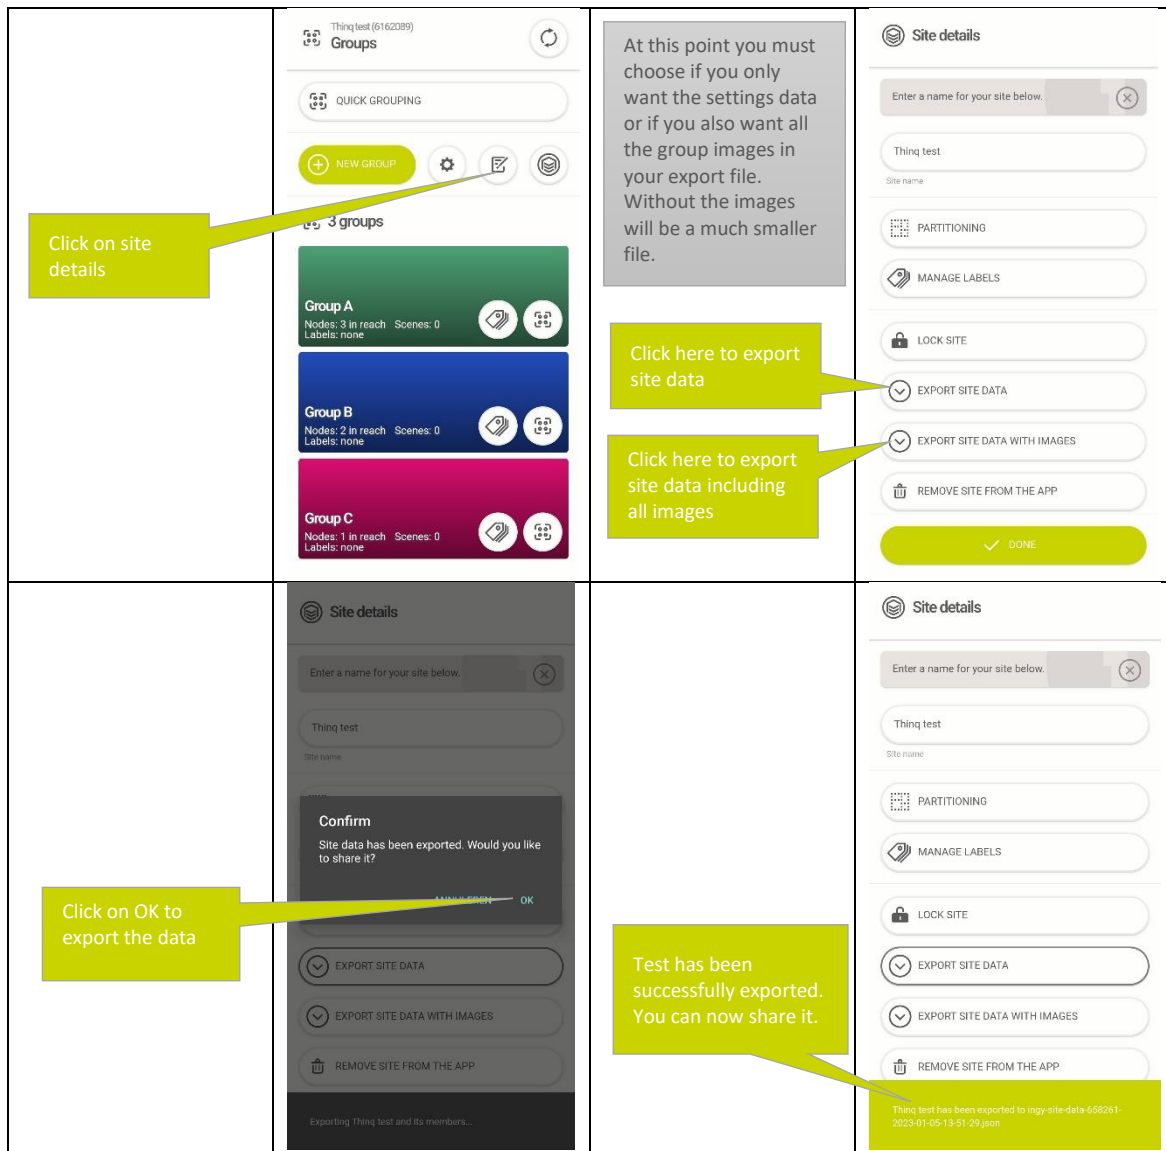 Thinq test (6162089)
Groups
QUICK GROUPING
NEW GROUP
3 groups
Click on site
details
Group A
Nodes: 3 in reach Scenes: 0
Labels: none
Group B
Nodes: 2 in reach Scenes: 0
Labels: none
Group C
Nodes: 1 in reach Scenes: 0
Labels: none
At this point you must
choose if you only
want the settings data
or if you also want all
the group images in
your export file.
Without the images
will be a much smaller
file.
Click here to export
site data
Click here to export
site data including
all images
Site details
Enter a name for your site below.
Thinq test
Site name
PARTITIONING
MANAGE LABELS
LOCK SITE
EXPORT SITE DATA
EXPORT SITE DATA WITH IMAGES
REMOVE SITE FROM THE APP
DONE
Site details
Enter a name for your site below.
Thinq test
Site name
Confirm
Site data has been exported. Would you like
to share it?
ANNULEREN OK
Click on OK to
export the data
EXPORT SITE DATA
EXPORT SITE DATA WITH IMAGES
REMOVE SITE FROM THE APP
Exporting Thinq test and its members...
Test has been
successfully exported.
You can now share it.
Site details
Enter a name for your site below.
Thinq test
Site name
PARTITIONING
MANAGE LABELS
LOCK SITE
EXPORT SITE DATA
EXPORT SITE DATA WITH IMAGES
REMOVE SITE FROM THE APP
Thinq test has been exported to ingy-site-data-658261-
2023-01-05-13-51-29.json